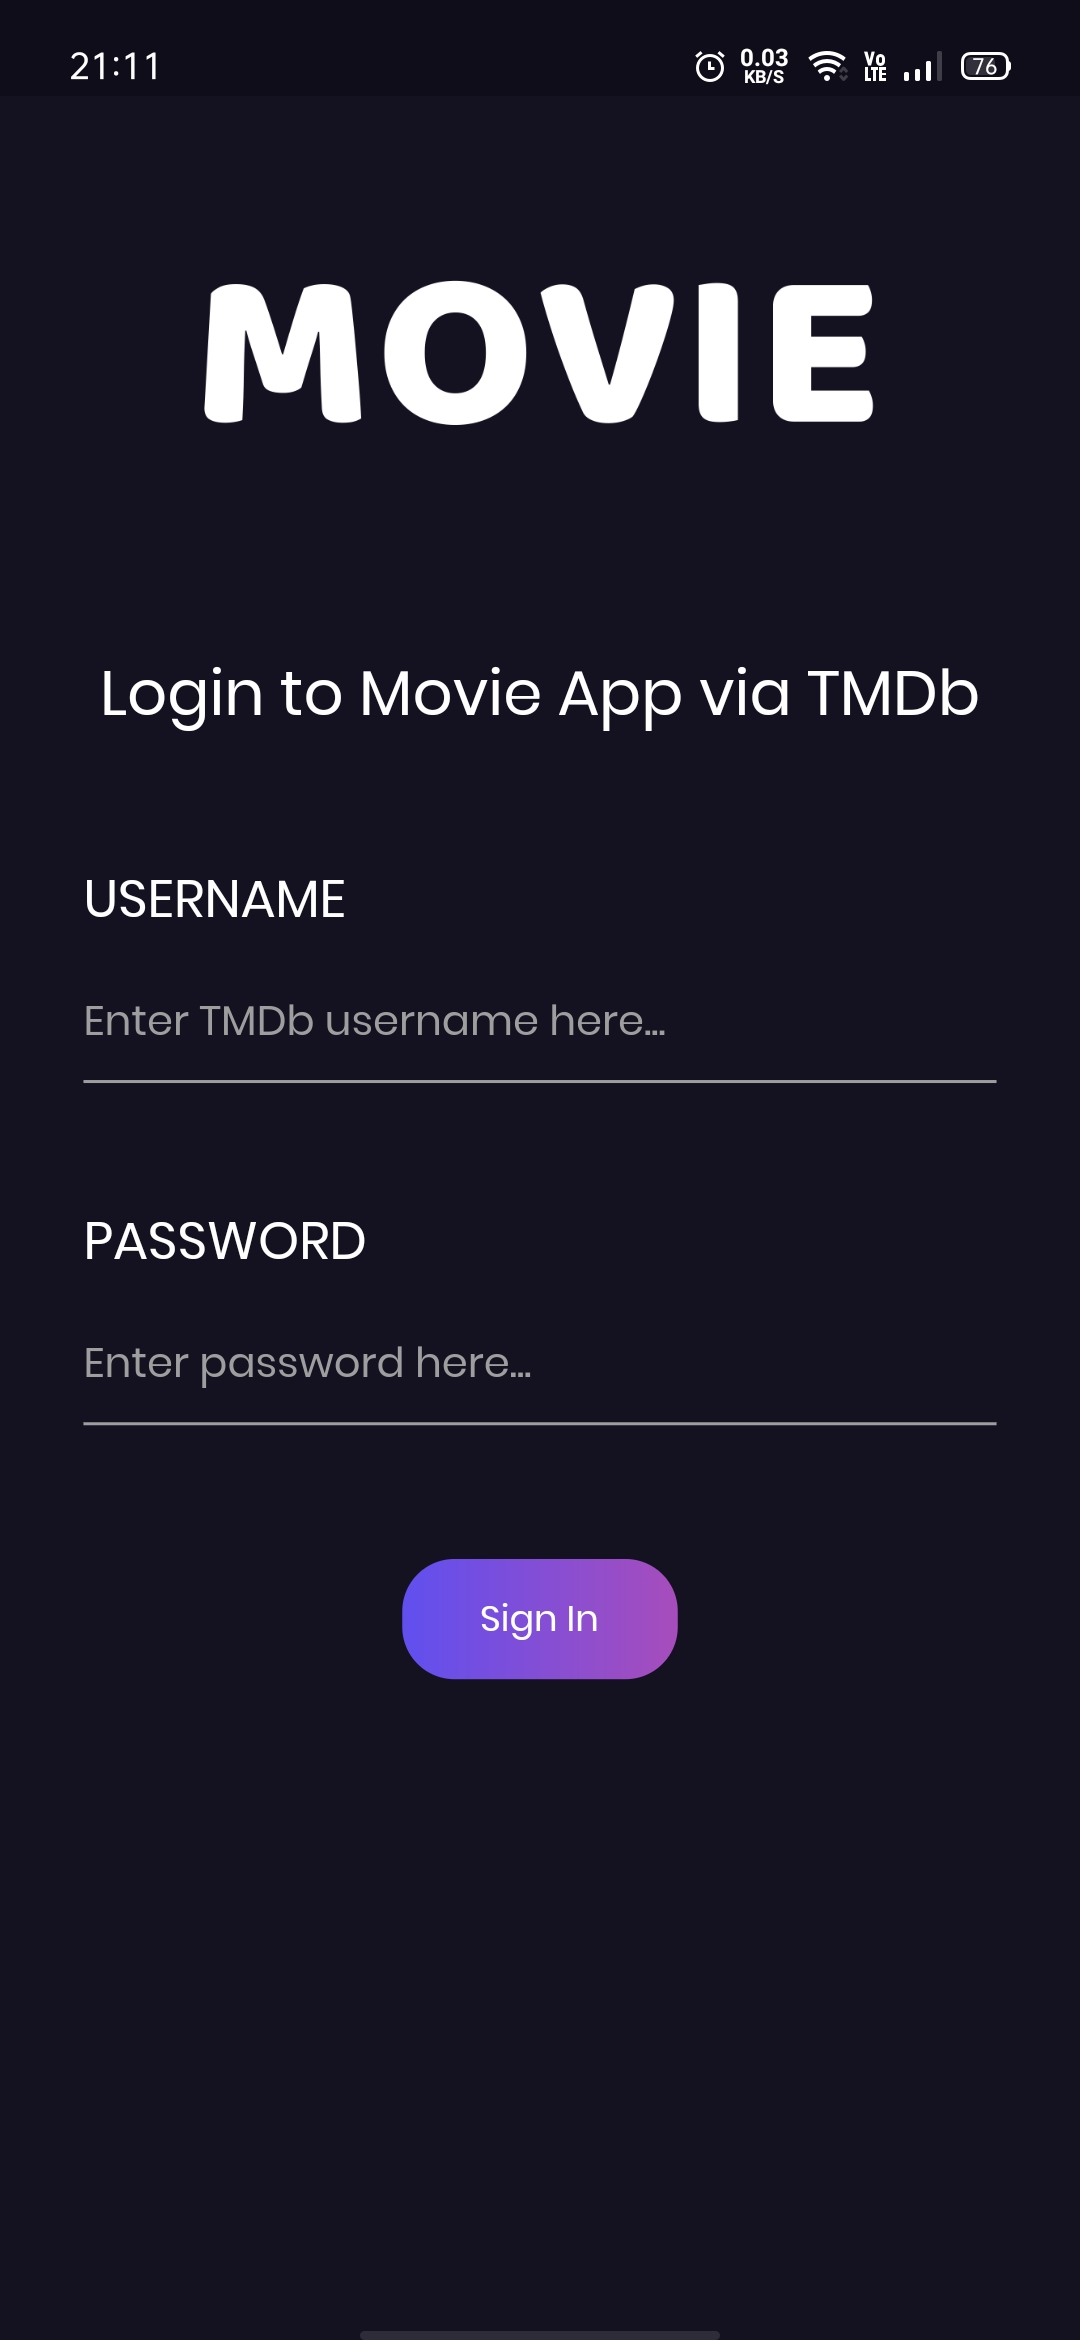 21:11 0.03 KB/S Vo LTE 76
MOVIE
Login to Movie App via TMDb
USERNAME
Enter TMDb username here...
PASSWORD
Enter password here...
Sign In